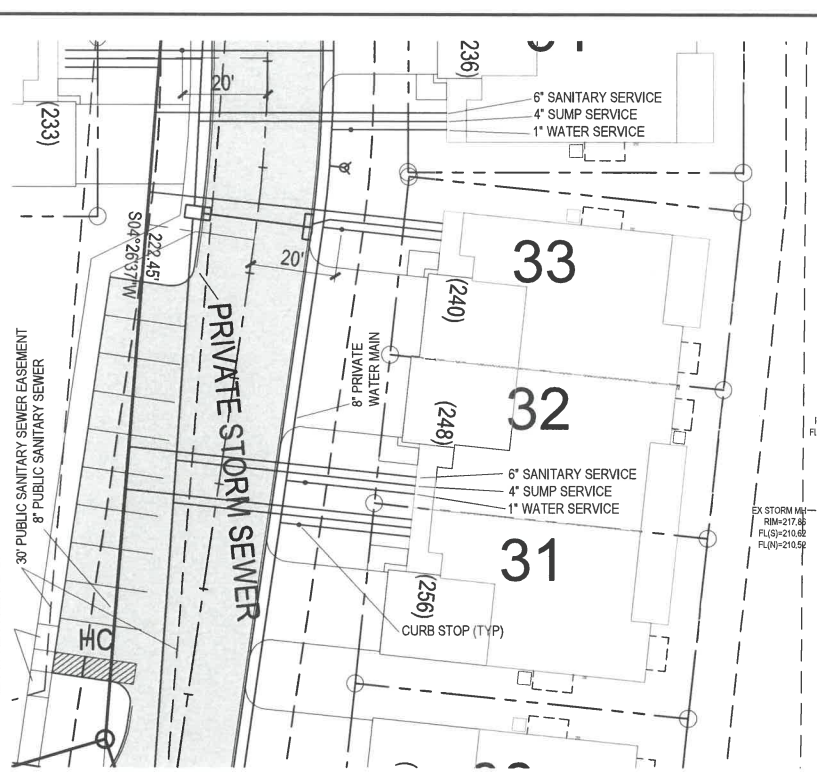 (236)
6" SANITARY SERVICE
4" SUMP SERVICE
1" WATER SERVICE
20'
(233)
222.45'
S04°26'37"W
20'
33
(240)
PRIVATE STORM SEWER
30' PUBLIC SANITARY SEWER EASEMENT
8" PUBLIC SANITARY SEWER
8" PRIVATE
WATER MAIN
32
(248)
6" SANITARY SERVICE
4" SUMP SERVICE
1" WATER SERVICE
EX STORM MH
RIM=217.86
FL(S)=210.62
FL(N)=210.52
31
(256)
CURB STOP (TYP)
HC